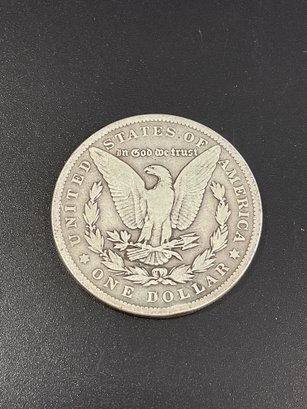 UNITED STATES OF AMERICA
In God we trust
ONE DOLLAR